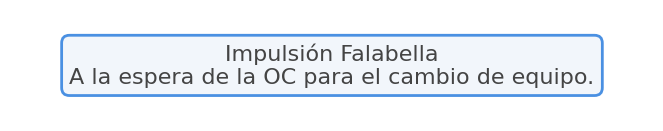 Impulsión Falabella
A la espera de la OC para el cambio de equipo.